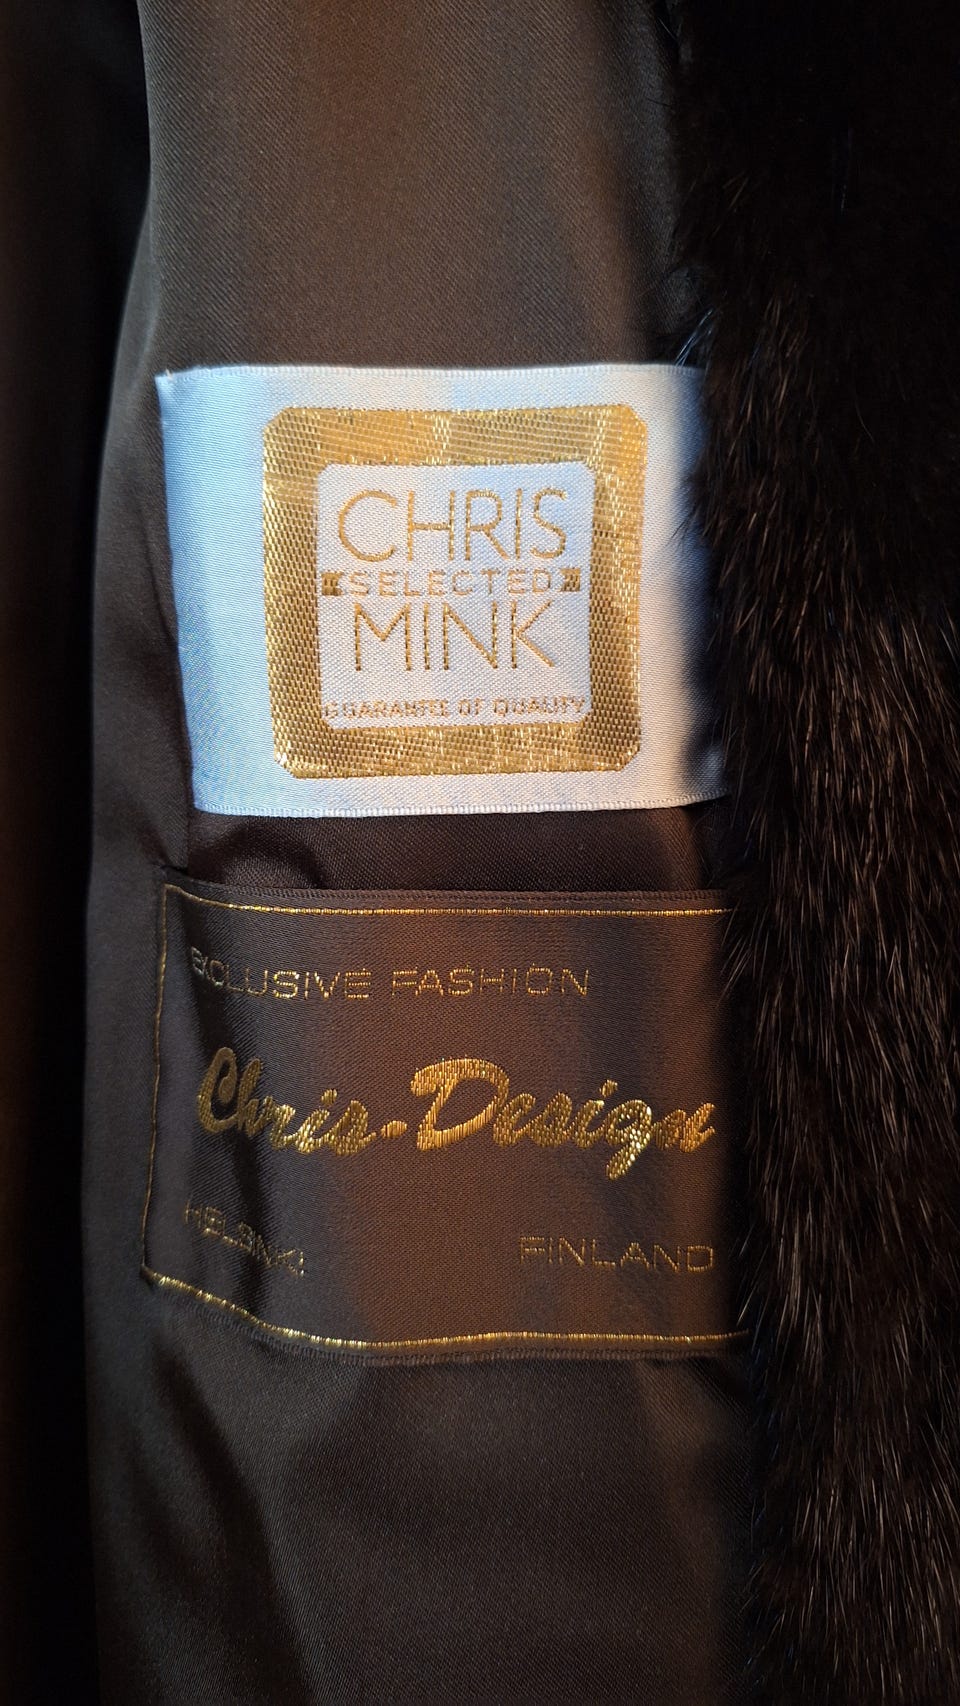 CHRIS
SELECTED
MINK
GUARANTEE OF QUALITY
EXCLUSIVE FASHION
Chris-Design
HELSINKI FINLAND